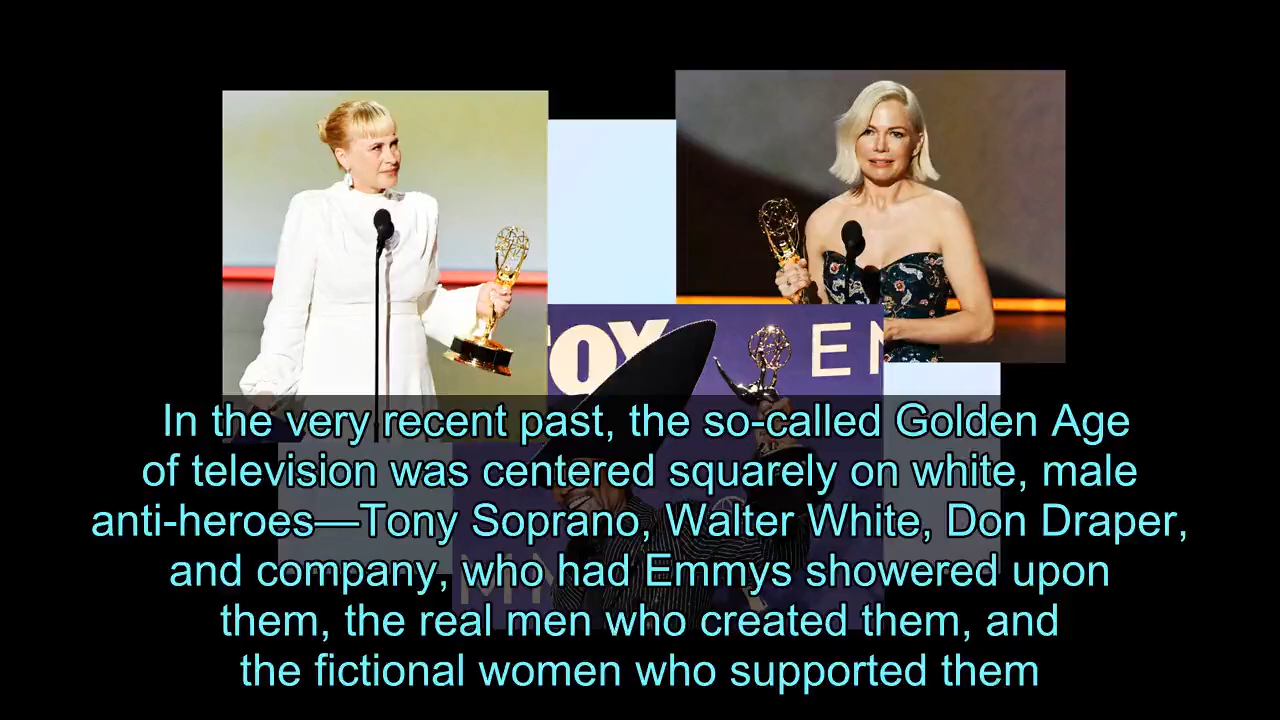 FOX
EM
In the very recent past, the so-called Golden Age
of television was centered squarely on white, male
anti-heroes—Tony Soprano, Walter White, Don Draper,
and company, who had Emmys showered upon
them, the real men who created them, and
the fictional women who supported them